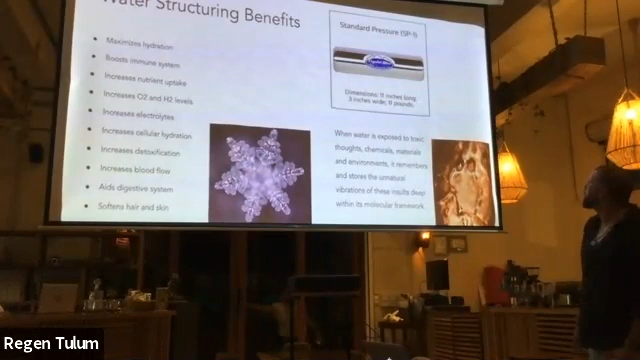 Water Structuring Benefits
Maximizes hydration
Boosts immune system
Increases nutrient uptake
Increases O2 and H2 levels
Increases electrolytes
Increases cellular hydration
Increases detoxification
Increases blood flow
Aids digestive system
Softens hair and skin
Standard Pressure (SP-1)
Dimensions: 11 inches long;
3 inches wide; 11 pounds.
When water is exposed to toxic
thoughts, chemicals, materials
and environments, it remembers
and stores the unnatural
vibrations of these insults deep
within its molecular framework
Regen Tulum